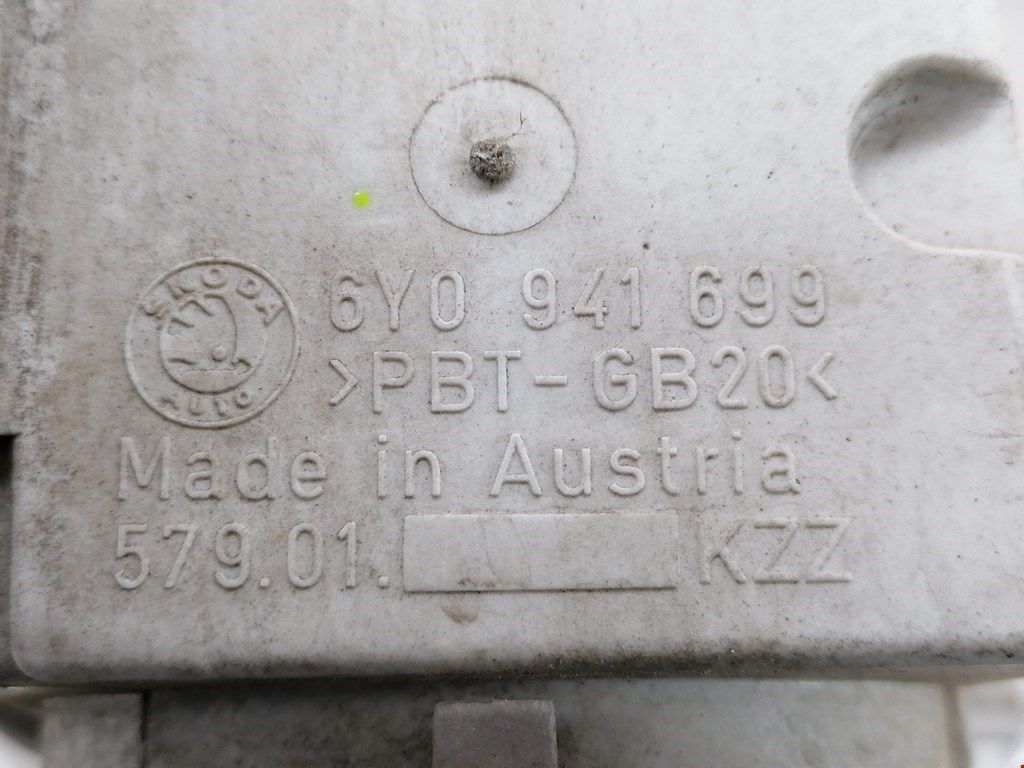 SKODA
AUTO
6Y0 941 699
>PBT-GB20<
Made in Austria
579.01. KZZ